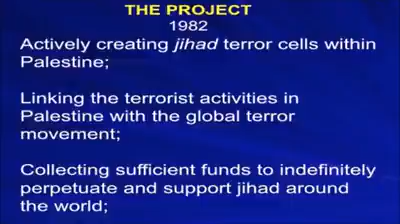 THE PROJECT
1982
Actively creating jihad terror cells within
Palestine;
Linking the terrorist activities in
Palestine with the global terror
movement;
Collecting sufficient funds to indefinitely
perpetuate and support jihad around
the world;